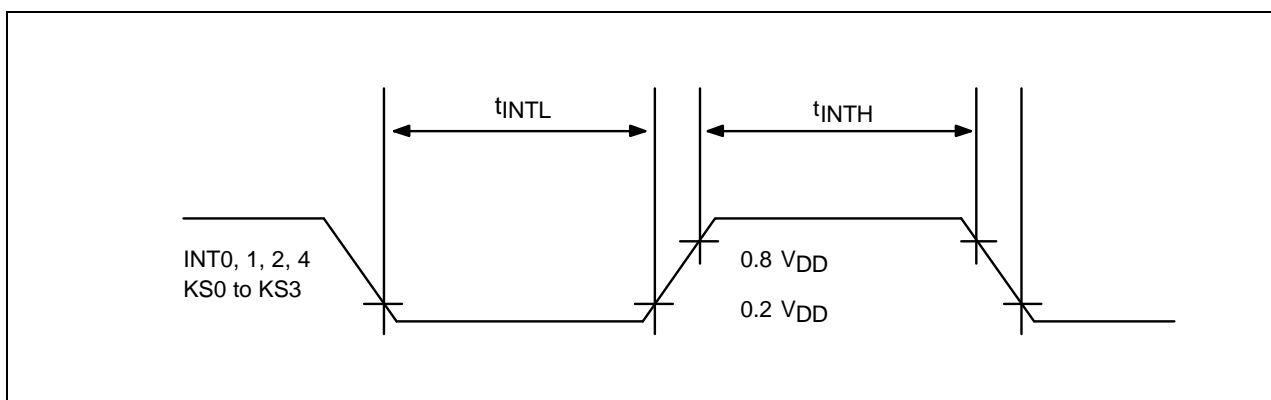 tINTL
tINTH
INT0, 1, 2, 4
KS0 to KS3
0.8 VDD
0.2 VDD